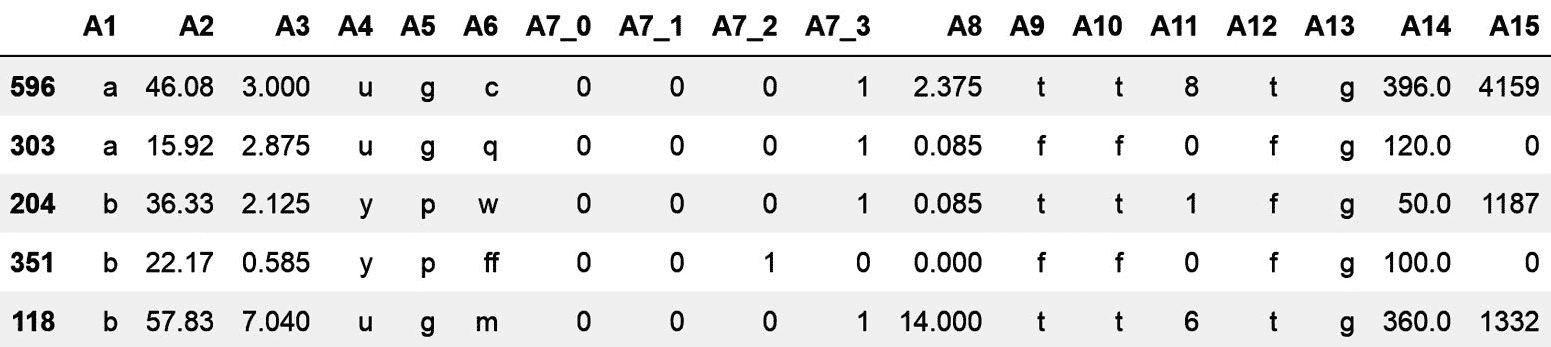 A1 A2 A3 A4 A5 A6 A7_0 A7_1 A7_2 A7_3 A8 A9 A10 A11 A12 A13 A14 A15
596 a 46.08 3.000 u g c 0 0 0 1 2.375 t t 8 t g 396.0 4159
303 a 15.92 2.875 u g q 0 0 0 1 0.085 f f 0 f g 120.0 0
204 b 36.33 2.125 y p w 0 0 0 1 0.085 t t 1 f g 50.0 1187
351 b 22.17 0.585 y p ff 0 0 1 0 0.000 f f 0 f g 100.0 0
118 b 57.83 7.040 u g m 0 0 0 1 14.000 t t 6 t g 360.0 1332